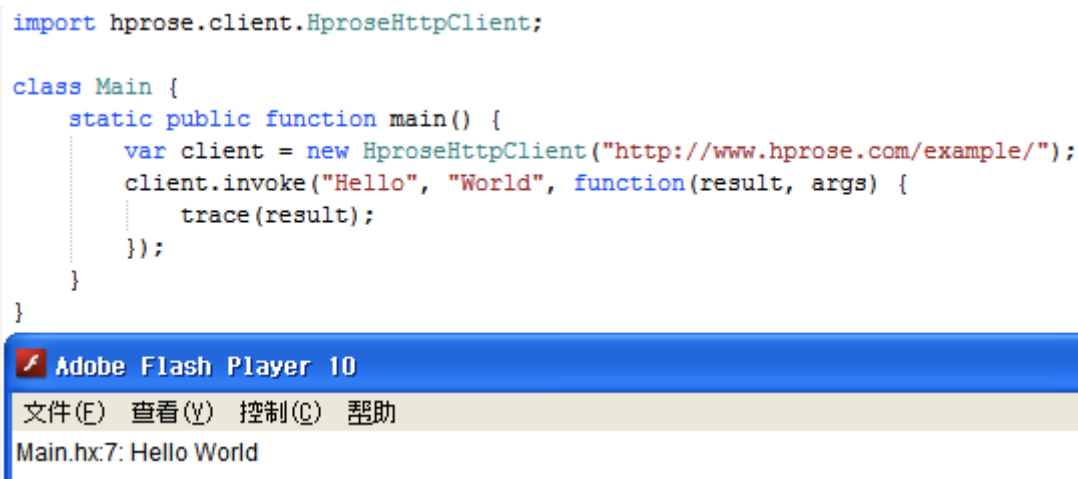 import hprose.client.HproseHttpClient;
class Main {
    static public function main() {
        var client = new HproseHttpClient("http://www.hprose.com/example/");
        client.invoke("Hello", "World", function(result, args) {
            trace(result);
        });
    }
}
Adobe Flash Player 10
文件(F) 查看(V) 控制(C) 帮助
Main.hx:7: Hello World